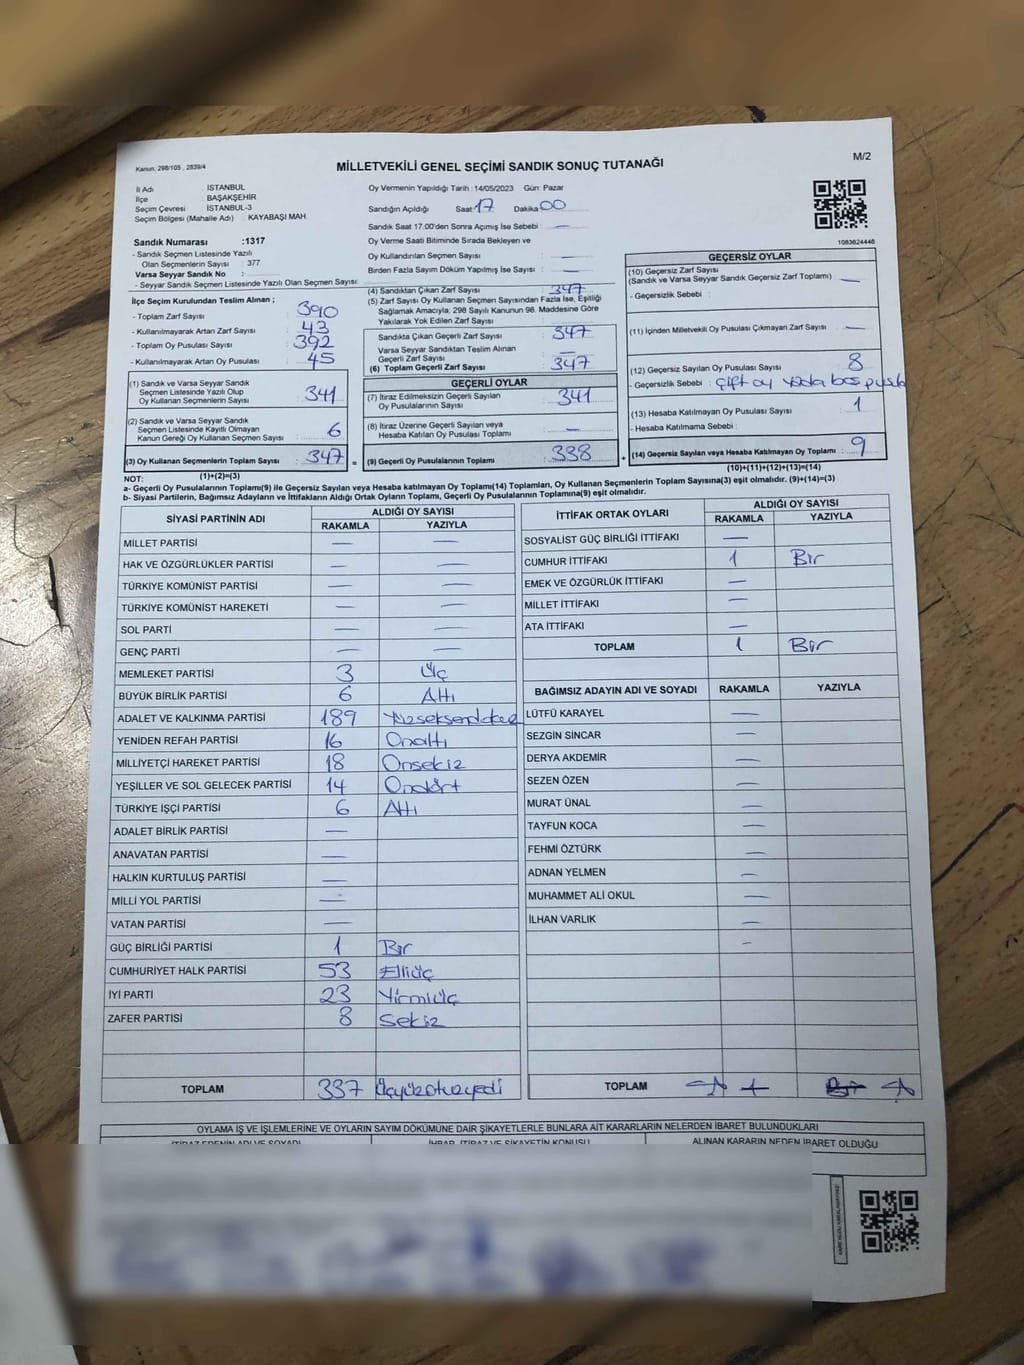 Kanun: 298/105 , 2839/4
MİLLETVEKİLİ GENEL SEÇİMİ SANDIK SONUÇ TUTANAĞI
M/2
İl Adı : İSTANBUL
İlçe : BAŞAKŞEHİR
Seçim Çevresi : İSTANBUL-3
Seçim Bölgesi (Mahalle Adı) : KAYABAŞI MAH.
Oy Vermenin Yapıldığı Tarih :14/05/2023 Gün: Pazar
Sandığın Açıldığı Saat: 17 Dakika: 00
Sandık Saat 17.00'den Sonra Açılmış İse Sebebi : —
Oy Verme Saati Bitiminde Sırada Bekleyen ve
Oy Kullandırılan Seçmen Sayısı : —
Birden Fazla Sayım Döküm Yapılmış İse Sayısı : —
1083624446
Sandık Numarası :1317
- Sandık Seçmen Listesinde Yazılı
Olan Seçmenlerin Sayısı : 377
Varsa Seyyar Sandık No :
- Seyyar Sandık Seçmen Listesinde Yazılı Olan Seçmen Sayısı:
İlçe Seçim Kurulundan Teslim Alınan ;
- Toplam Zarf Sayısı : 390
- Kullanılmayarak Artan Zarf Sayısı : 43
- Toplam Oy Pusulası Sayısı : 392
- Kullanılmayarak Artan Oy Pusulası : 45
(1) Sandık ve Varsa Seyyar Sandık
Seçmen Listesinde Yazılı Olup
Oy Kullanan Seçmenlerin Sayısı : 341
(2) Sandık ve Varsa Seyyar Sandık
Seçmen Listesinde Kayıtlı Olmayan
Kanun Gereği Oy Kullanan Seçmen Sayısı : 6
(3) Oy Kullanan Seçmenlerin Toplam Sayısı : 347
(1)+(2)=(3)
(4) Sandıktan Çıkan Zarf Sayısı : 347
(5) Zarf Sayısı Oy Kullanan Seçmen Sayısından Fazla İse, Eşitliği
Sağlamak Amacıyla; 298 Sayılı Kanunun 98. Maddesine Göre
Yakılarak Yok Edilen Zarf Sayısı :
Sandıkta Çıkan Geçerli Zarf Sayısı : 347
Varsa Seyyar Sandıktan Teslim Alınan
Geçerli Zarf Sayısı : —
(6) Toplam Geçerli Zarf Sayısı : 347
GEÇERLİ OYLAR
(7) İtiraz Edilmeksizin Geçerli Sayılan
Oy Pusulalarının Sayısı : 341
(8) İtiraz Üzerine Geçerli Sayılan veya
Hesaba Katılan Oy Pusulası Toplamı : —
= (9) Geçerli Oy Pusulalarının Toplamı : 338 +
GEÇERSİZ OYLAR
(10) Geçersiz Zarf Sayısı
(Sandık ve Varsa Seyyar Sandık Geçersiz Zarf Toplamı) : —
- Geçersizlik Sebebi :
(11) İçinden Milletvekili Oy Pusulası Çıkmayan Zarf Sayısı : —
(12) Geçersiz Sayılan Oy Pusulası Sayısı : 8
- Geçersizlik Sebebi : çift oy yada boş pusula
(13) Hesaba Katılmayan Oy Pusulası Sayısı : 1
- Hesaba Katılmama Sebebi :
(14) Geçersiz Sayılan veya Hesaba Katılmayan Oy Toplamı : 9
(10)+(11)+(12)+(13)=(14)
NOT:
a- Geçerli Oy Pusulalarının Toplamı(9) ile Geçersiz Sayılan veya Hesaba Katılmayan Oy Toplamı(14) Toplamları, Oy Kullanan Seçmenlerin Toplam Sayısına(3) eşit olmalıdır. (9)+(14)=(3)
b- Siyasi Partilerin, Bağımsız Adayların ve İttifakların Aldığı Ortak Oyların Toplamı, Geçerli Oy Pusulalarının Toplamına(9) eşit olmalıdır.
SİYASİ PARTİNİN ADI ALDIĞI OY SAYISI
RAKAMLA YAZIYLA
MİLLET PARTİSİ — —
HAK VE ÖZGÜRLÜKLER PARTİSİ — —
TÜRKİYE KOMÜNİST PARTİSİ — —
TÜRKİYE KOMÜNİST HAREKETİ — —
SOL PARTİ — —
GENÇ PARTİ — —
MEMLEKET PARTİSİ 3 Üç
BÜYÜK BİRLİK PARTİSİ 6 Altı
ADALET VE KALKINMA PARTİSİ 189
YENİDEN REFAH PARTİSİ 16 Onaltı
MİLLİYETÇİ HAREKET PARTİSİ 18 Onsekiz
YEŞİLLER VE SOL GELECEK PARTİSİ 14 Ondört
TÜRKİYE İŞÇİ PARTİSİ 6 Altı
ADALET BİRLİK PARTİSİ —
ANAVATAN PARTİSİ —
HALKIN KURTULUŞ PARTİSİ —
MİLLİ YOL PARTİSİ —
VATAN PARTİSİ —
GÜÇ BİRLİĞİ PARTİSİ 1 Bir
CUMHURİYET HALK PARTİSİ 53 Elliüç
İYİ PARTİ 23 Yirmiüç
ZAFER PARTİSİ 8 Sekiz
TOPLAM 337 Üçyüzotuzyedi
İTTİFAK ORTAK OYLARI ALDIĞI OY SAYISI
RAKAMLA YAZIYLA
SOSYALİST GÜÇ BİRLİĞİ İTTİFAKI —
CUMHUR İTTİFAKI 1 Bir
EMEK VE ÖZGÜRLÜK İTTİFAKI —
MİLLET İTTİFAKI —
ATA İTTİFAKI —
TOPLAM 1 Bir
BAĞIMSIZ ADAYIN ADI VE SOYADI RAKAMLA YAZIYLA
LÜTFÜ KARAYEL —
SEZGİN SİNCAR —
DERYA AKDEMİR —
SEZEN ÖZEN —
MURAT ÜNAL —
TAYFUN KOCA —
FEHMİ ÖZTÜRK —
ADNAN YELMEN —
MUHAMMET ALİ OKUL —
İLHAN VARLIK —
—
TOPLAM
OYLAMA İŞ VE İŞLEMLERİNE VE OYLARIN SAYIM DÖKÜMÜNE DAİR ŞİKAYETLERLE BUNLARA AİT KARARLARIN NELERDEN İBARET BULUNDUKLARI
İTİRAZ EDENİN ADI VE SOYADI İHBAR, İTİRAZ VE ŞİKAYETİN KONUSU ALINAN KARARIN NEDEN İBARET OLDUĞU